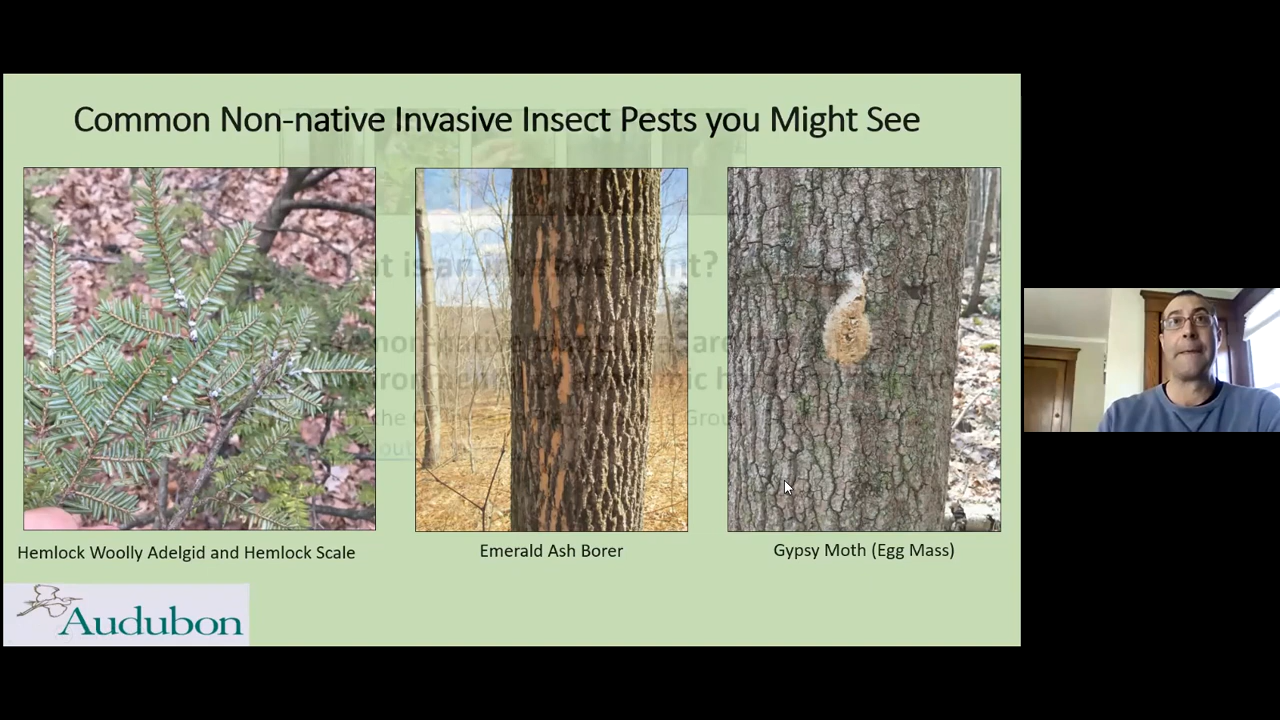 Common Non-native Invasive Insect Pests you Might See
Hemlock Woolly Adelgid and Hemlock Scale
Emerald Ash Borer
Gypsy Moth (Egg Mass)
Audubon